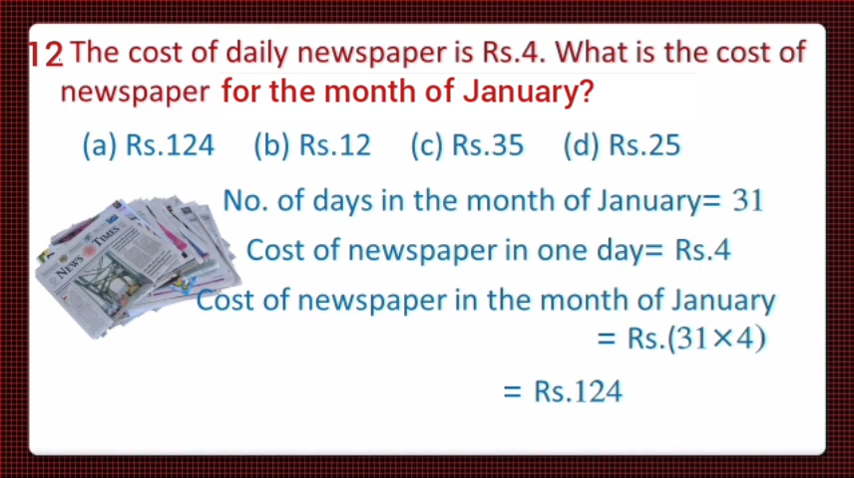 12 The cost of daily newspaper is Rs.4. What is the cost of
newspaper for the month of January?
(a) Rs.124 (b) Rs.12 (c) Rs.35 (d) Rs.25
No. of days in the month of January= 31
NEWS TIMES
Cost of newspaper in one day= Rs.4
Cost of newspaper in the month of January
= Rs.(31×4)
= Rs.124